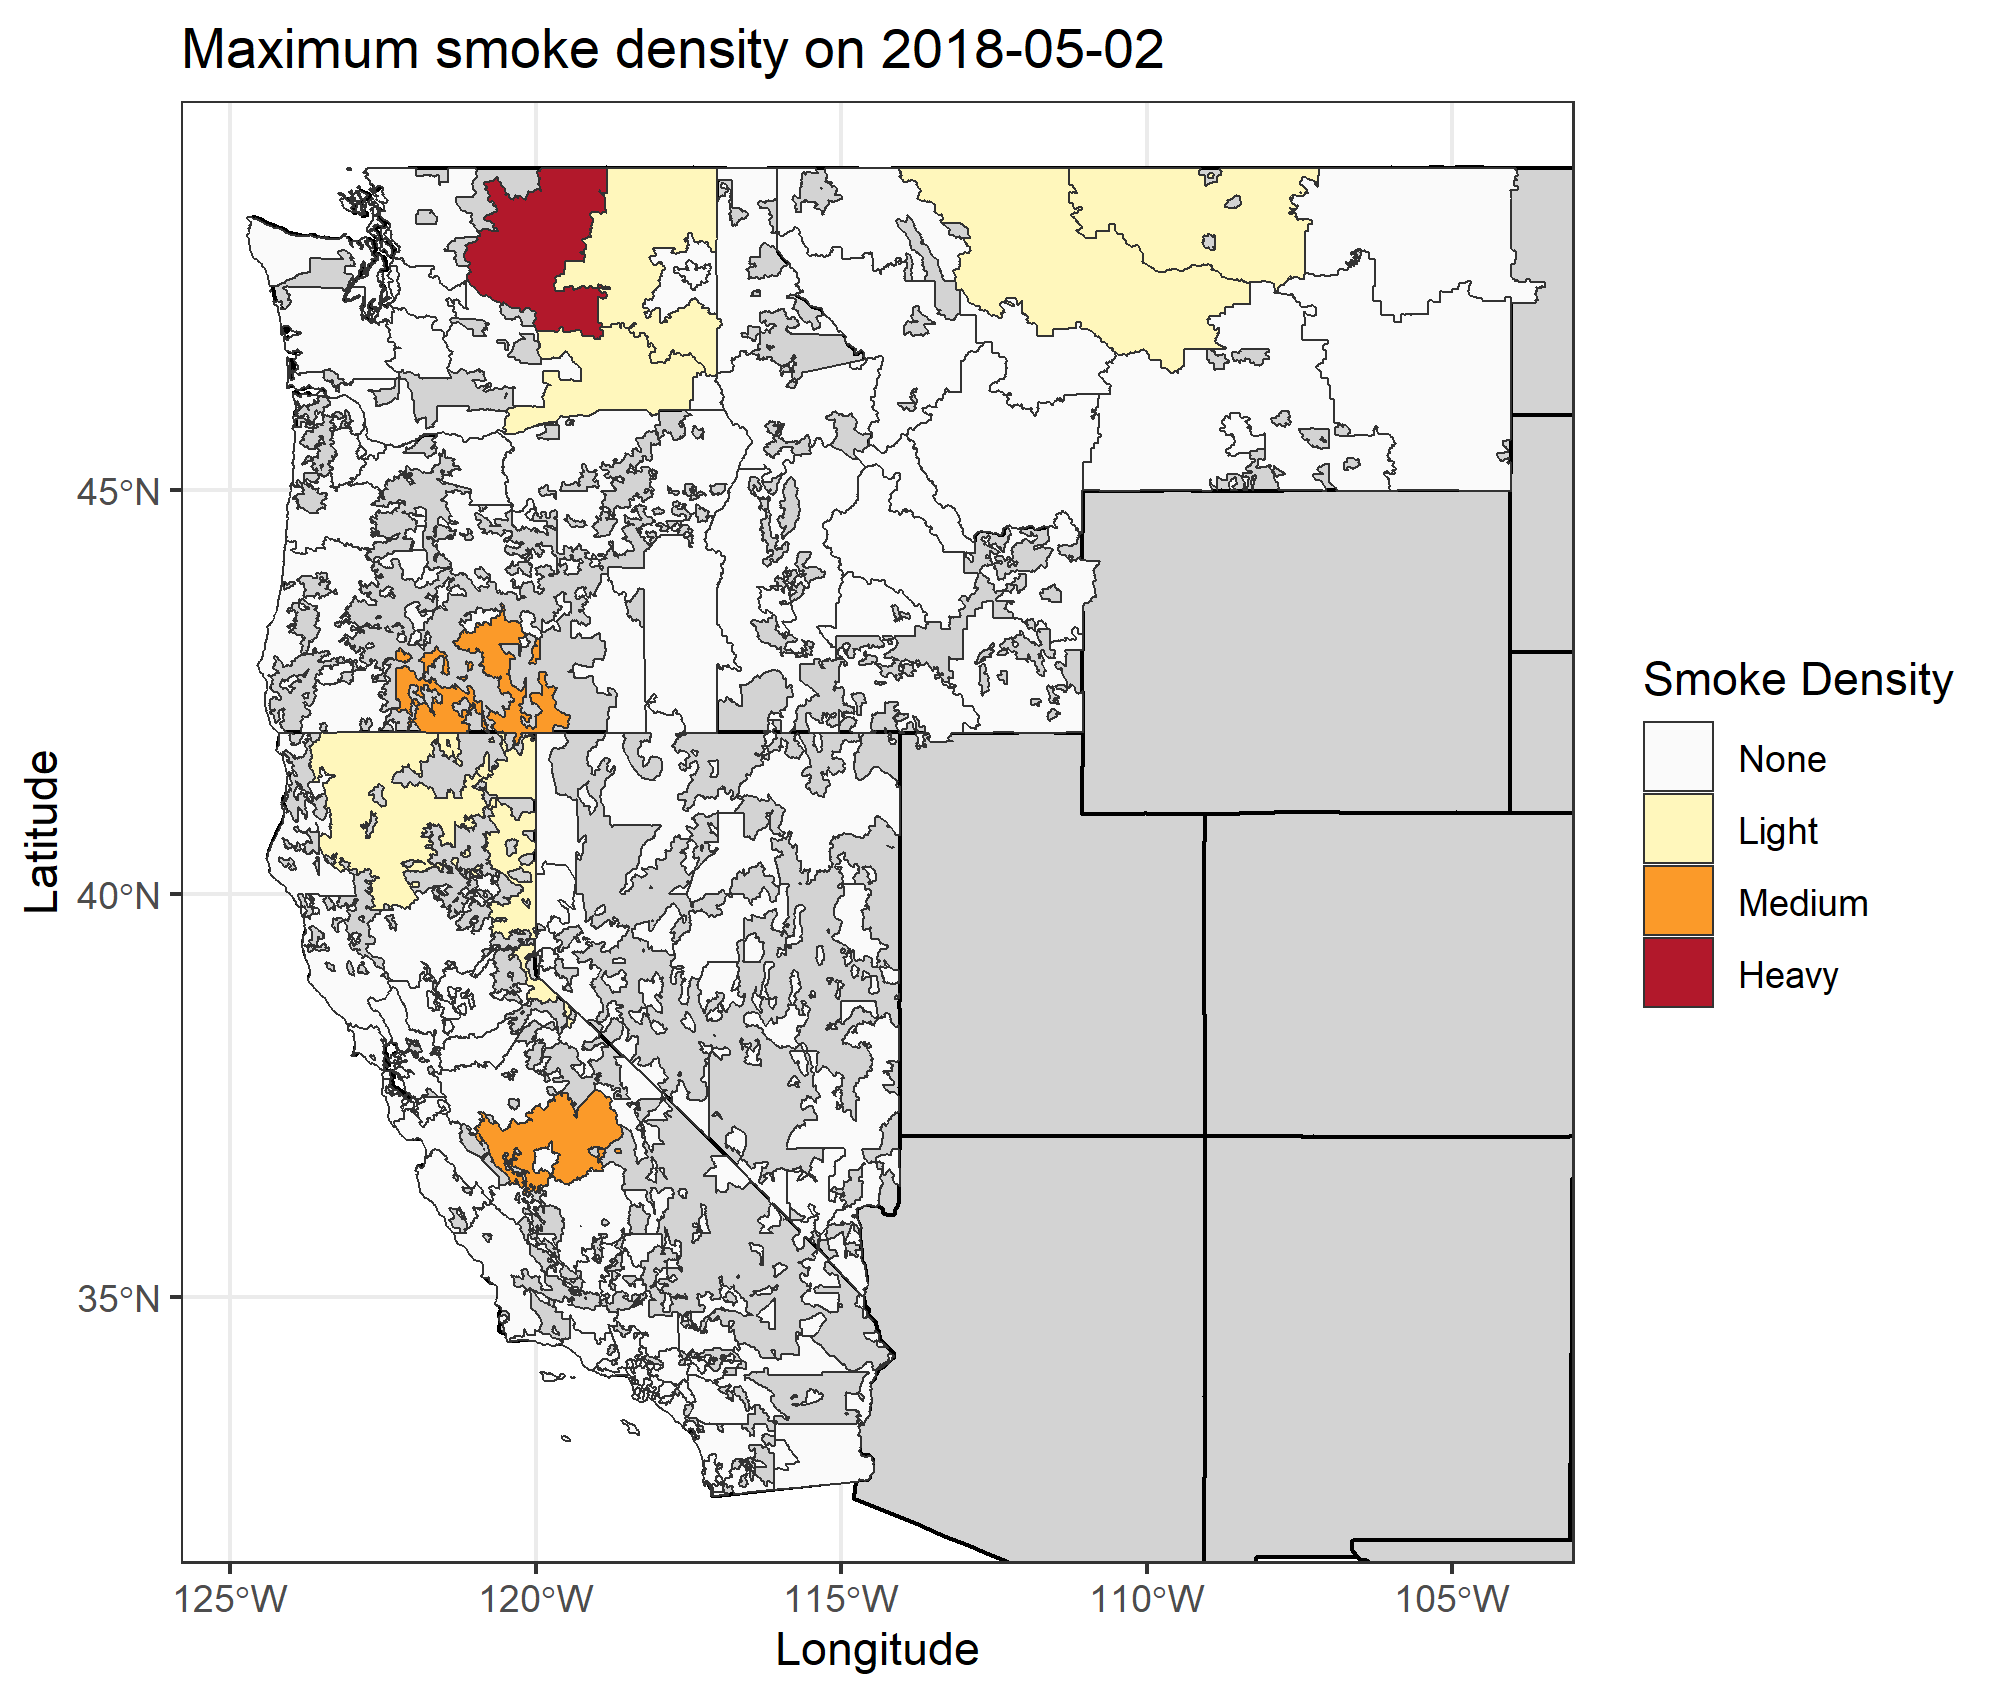 Maximum smoke density on 2018-05-02
Latitude
45°N
40°N
35°N
125°W
120°W
115°W
110°W
105°W
Longitude
Smoke Density
None
Light
Medium
Heavy